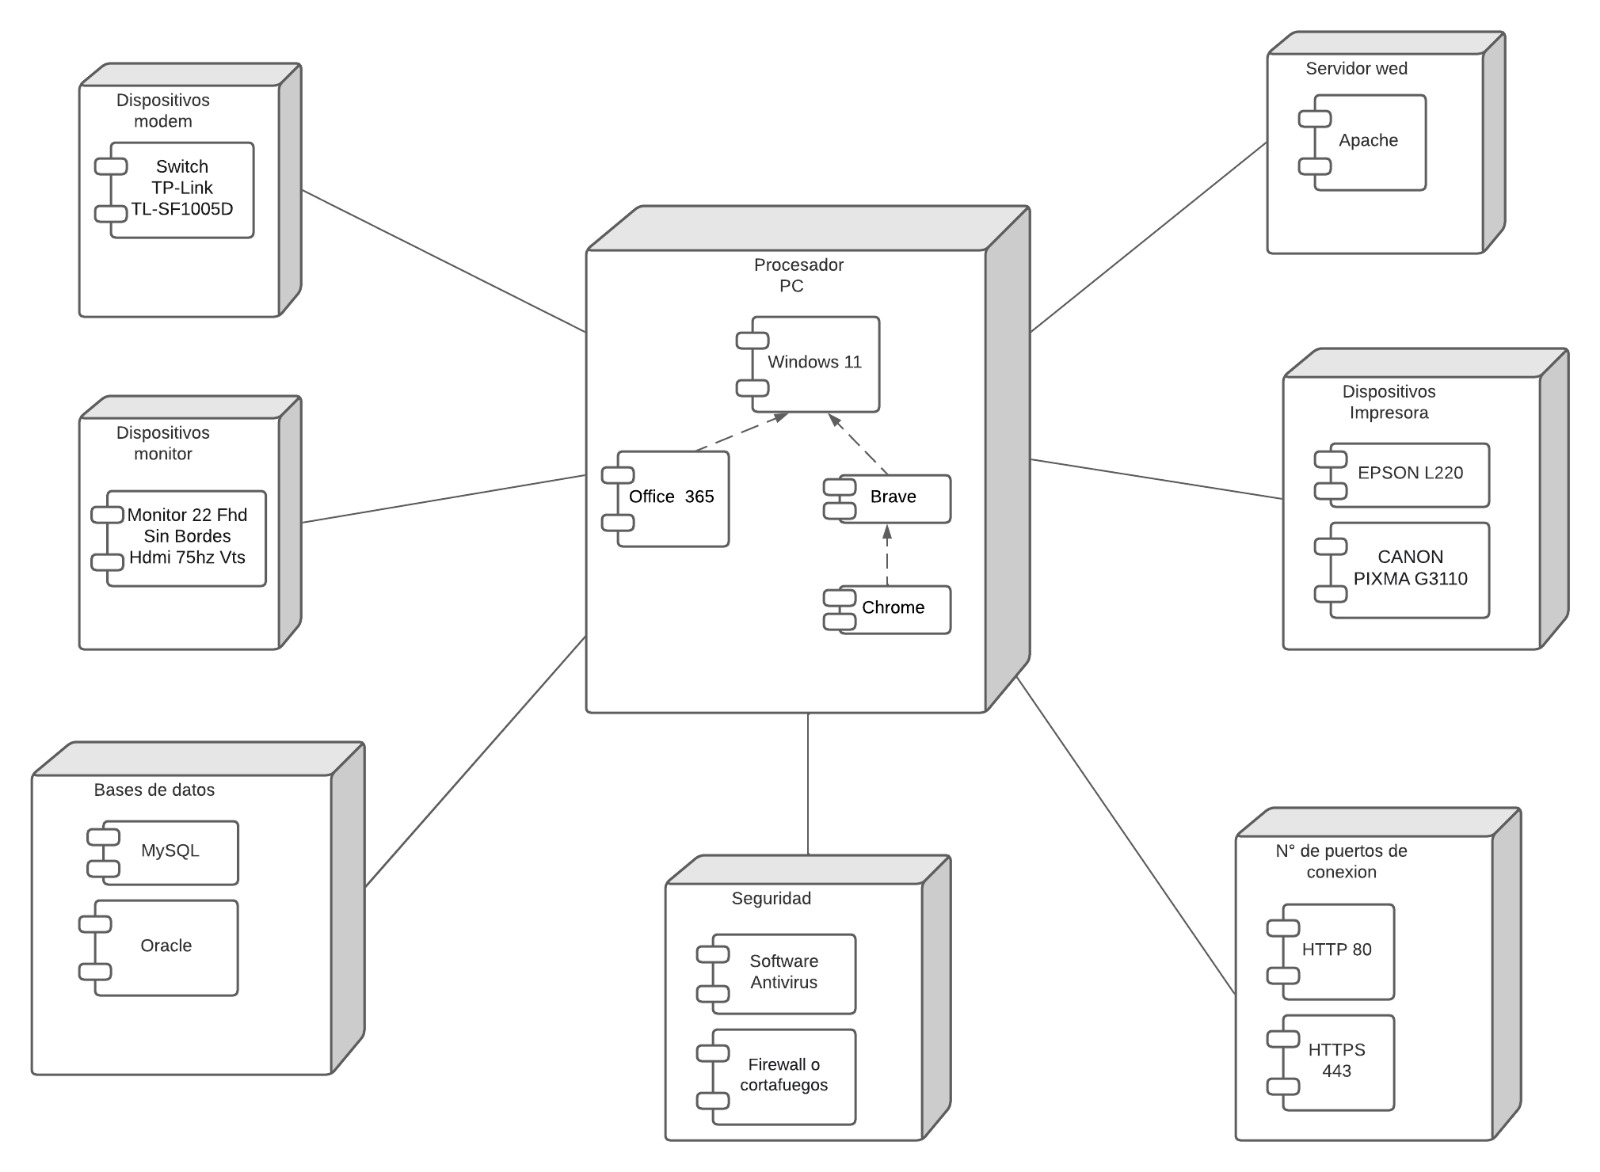 Dispositivos
modem
Switch
TP-Link
TL-SF1005D
Servidor wed
Apache
Procesador
PC
Windows 11
Office  365
Brave
Chrome
Dispositivos
monitor
Monitor 22 Fhd
Sin Bordes
Hdmi 75hz Vts
Dispositivos
Impresora
EPSON L220
CANON
PIXMA G3110
Bases de datos
MySQL
Oracle
Seguridad
Software
Antivirus
Firewall o
cortafuegos
N° de puertos de
conexion
HTTP 80
HTTPS
443